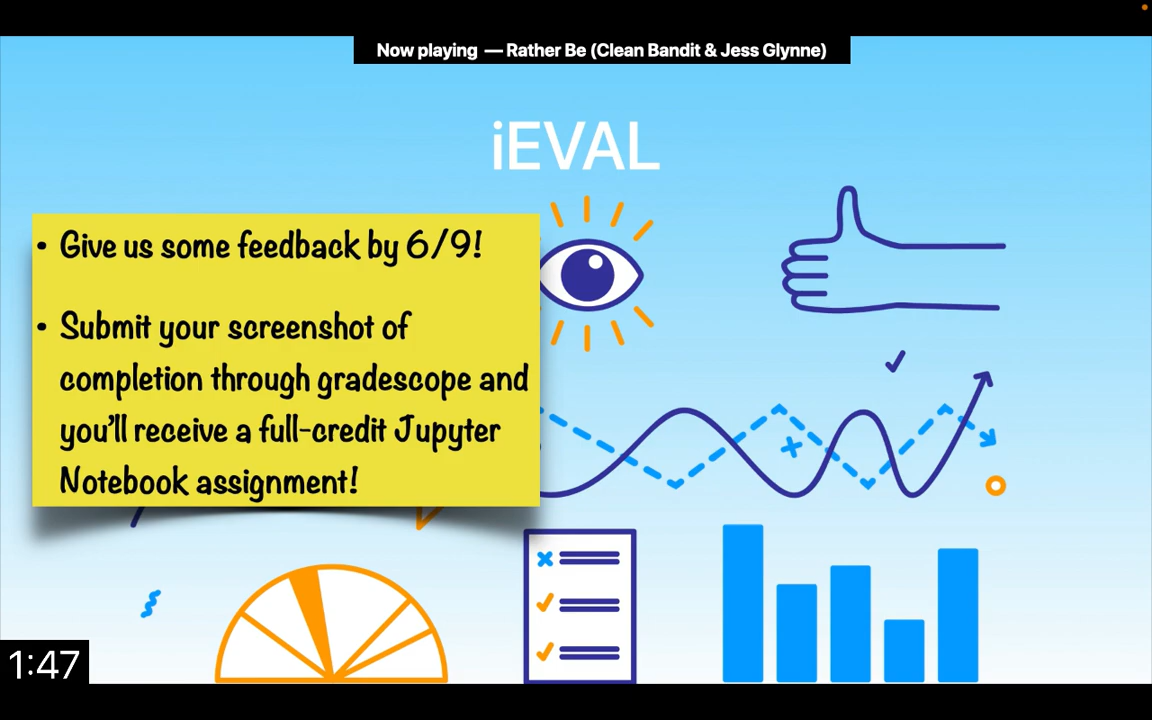 Now playing — Rather Be (Clean Bandit & Jess Glynne)
iEVAL
• Give us some feedback by 6/9!
• Submit your screenshot of
completion through gradescope and
you'll receive a full-credit Jupyter
Notebook assignment!
1:47